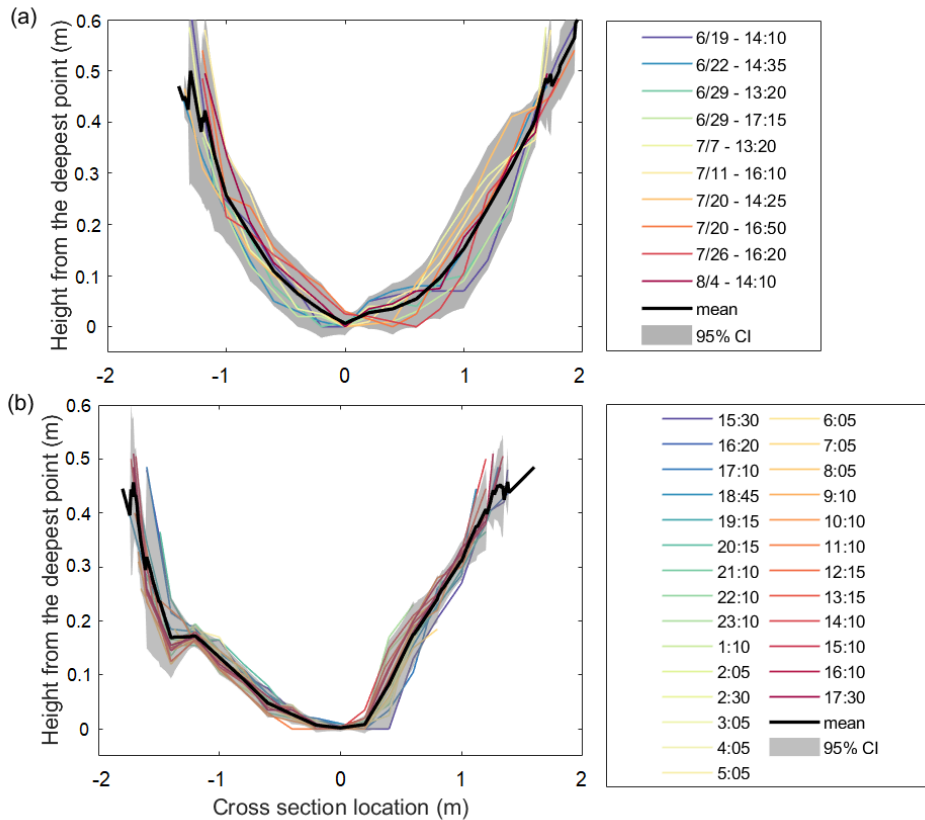 (a)
Height from the deepest point (m)
0.6
0.5
0.4
0.3
0.2
0.1
0
-2
-1
0
1
2
6/19 - 14:10
6/22 - 14:35
6/29 - 13:20
6/29 - 17:15
7/7 - 13:20
7/11 - 16:10
7/20 - 14:25
7/20 - 16:50
7/26 - 16:20
8/4 - 14:10
mean
95% CI
(b)
Height from the deepest point (m)
0.6
0.5
0.4
0.3
0.2
0.1
0
-2
-1
0
1
2
Cross section location (m)
15:30
16:20
17:10
18:45
19:15
20:15
21:10
22:10
23:10
1:10
2:05
2:30
3:05
4:05
5:05
6:05
7:05
8:05
9:10
10:10
11:10
12:15
13:15
14:10
15:10
16:10
17:30
mean
95% CI